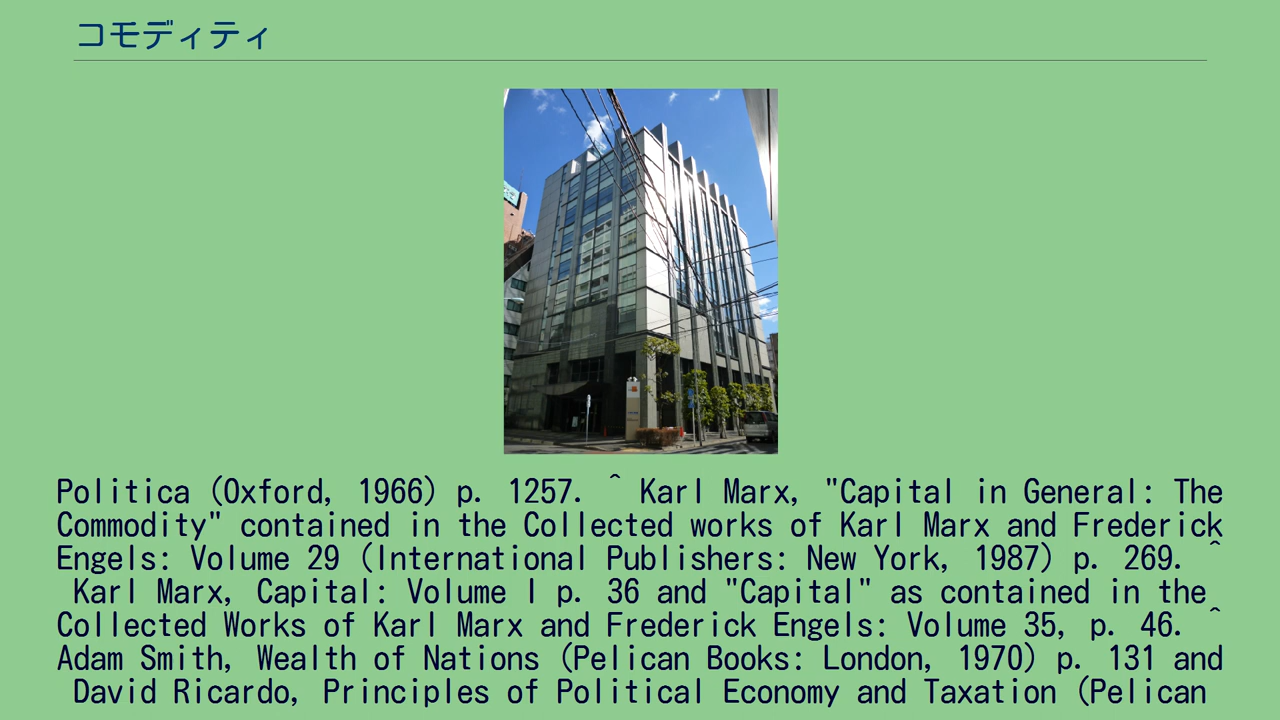 コモディティ
Politica (Oxford, 1966) p. 1257. ^ Karl Marx, "Capital in General: The
Commodity" contained in the Collected works of Karl Marx and Frederick
Engels: Volume 29 (International Publishers: New York, 1987) p. 269. ^
Karl Marx, Capital: Volume I p. 36 and "Capital" as contained in the
Collected Works of Karl Marx and Frederick Engels: Volume 35, p. 46. ^
Adam Smith, Wealth of Nations (Pelican Books: London, 1970) p. 131 and
David Ricardo, Principles of Political Economy and Taxation (Pelican